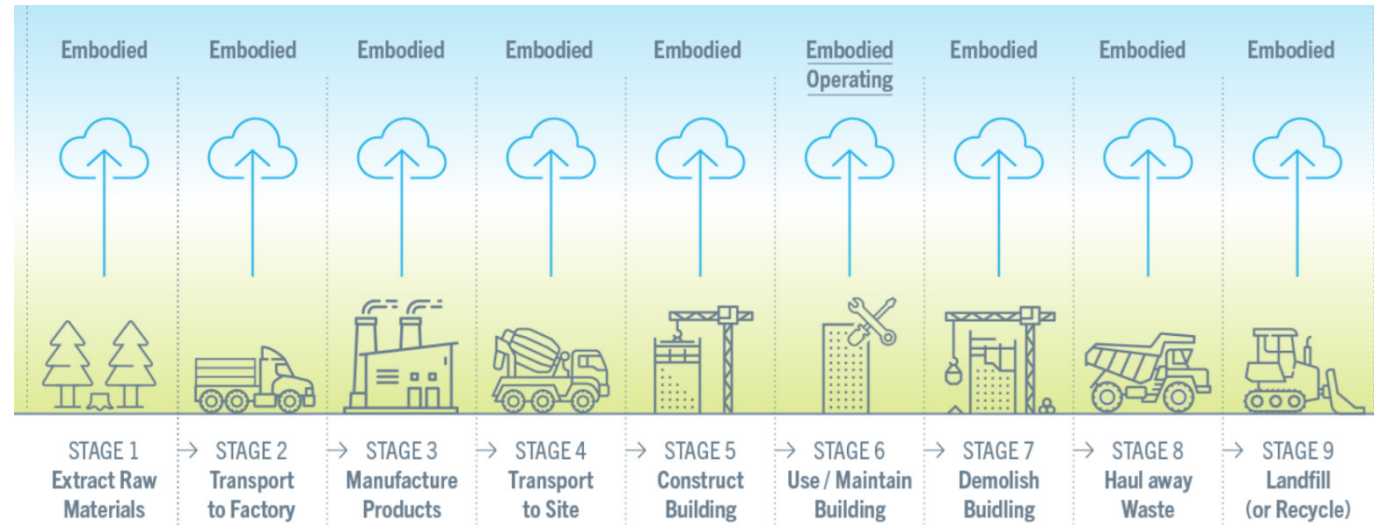 Embodied Embodied Embodied Embodied Embodied Embodied Embodied Embodied Embodied
Operating
STAGE 1 → STAGE 2 → STAGE 3 → STAGE 4 → STAGE 5 → STAGE 6 → STAGE 7 → STAGE 8 → STAGE 9
Extract Raw Transport Manufacture Transport Construct Use / Maintain Demolish Haul away Landfill
Materials to Factory Products to Site Building Building Buidling Waste (or Recycle)